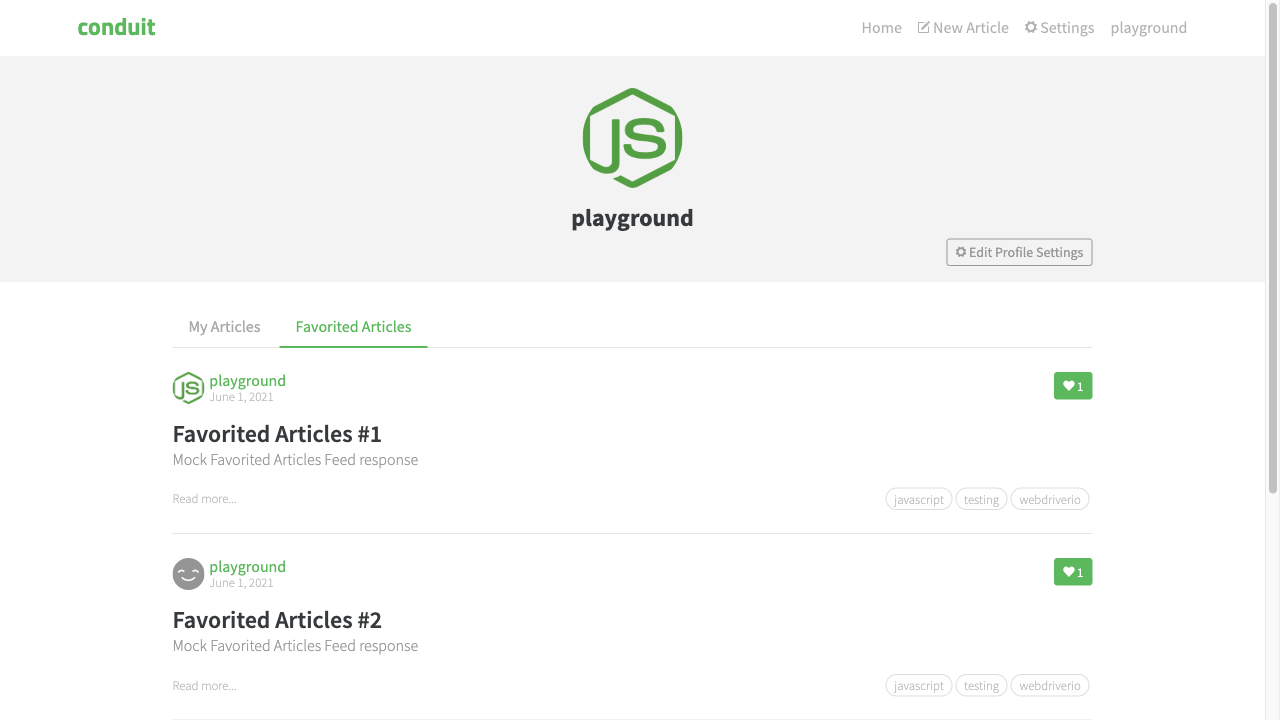 conduit
Home New Article Settings playground
JS
playground
Edit Profile Settings
My Articles Favorited Articles
JS playground
June 1, 2021
1
Favorited Articles #1
Mock Favorited Articles Feed response
Read more...
javascript testing webdriverio
playground
June 1, 2021
1
Favorited Articles #2
Mock Favorited Articles Feed response
Read more...
javascript testing webdriverio